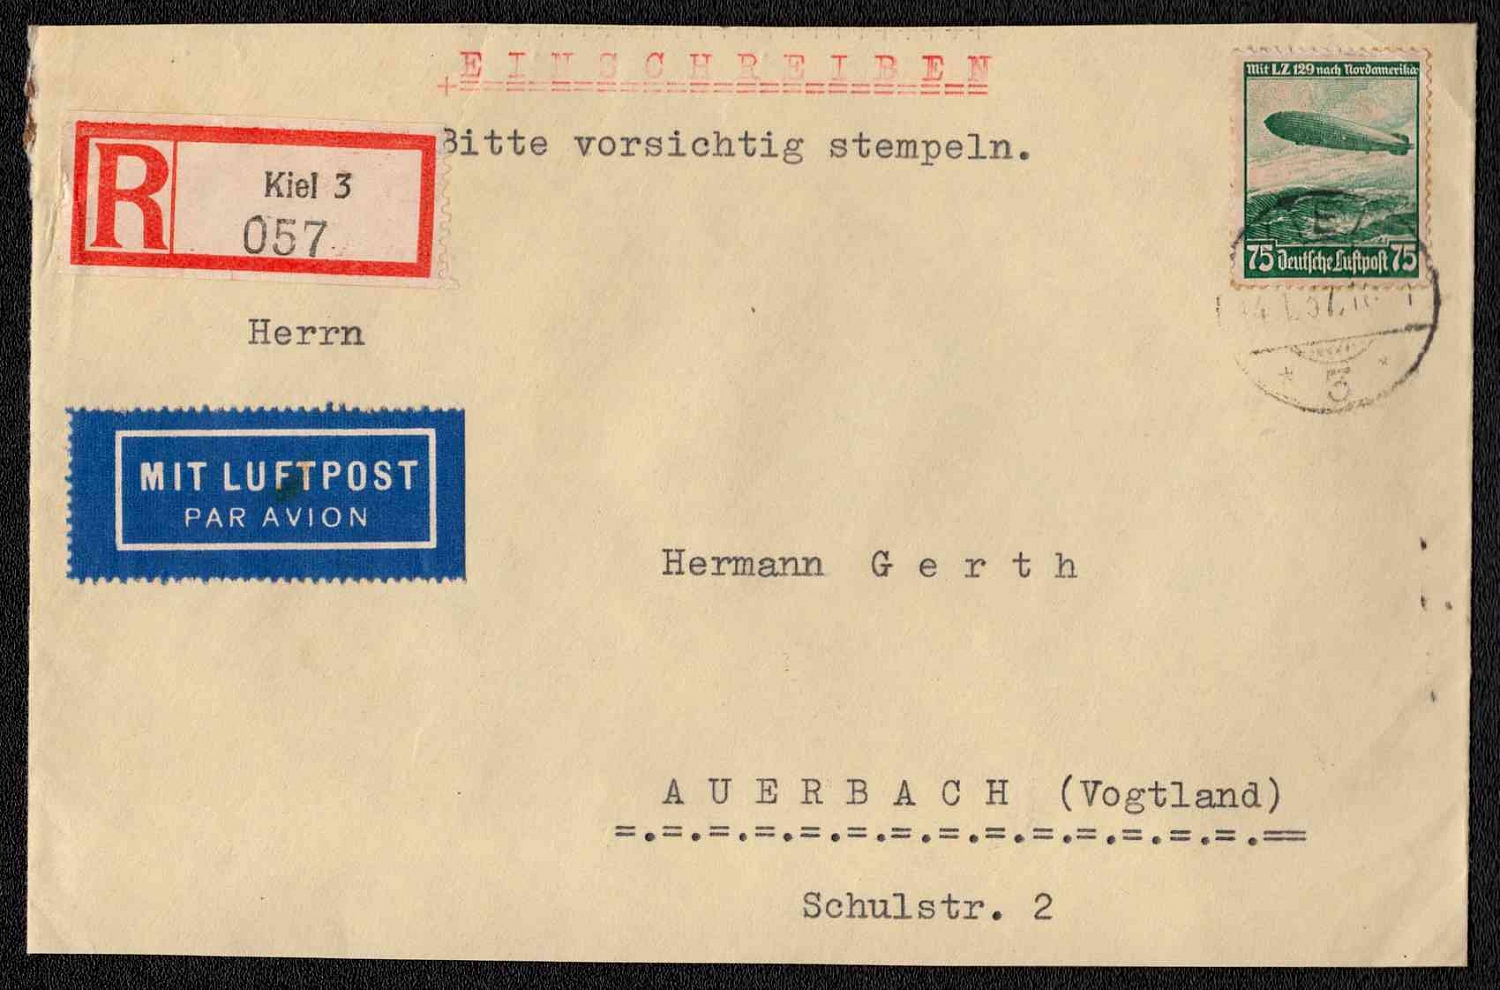 EINSCHREIBEN
Bitte vorsichtig stempeln.
R
Kiel 3
057
Mit LZ 129 nach Nordamerika
75 Deutsche Luftpost 75
3
Herrn
MIT LUFTPOST
PAR AVION
Hermann Gerth
AUERBACH (Vogtland)
Schulstr. 2